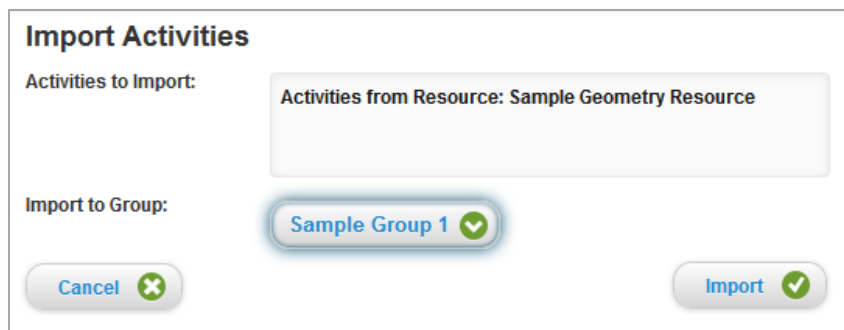 Import Activities
Activities to Import:
Activities from Resource: Sample Geometry Resource
Import to Group:
Sample Group 1
Cancel
Import